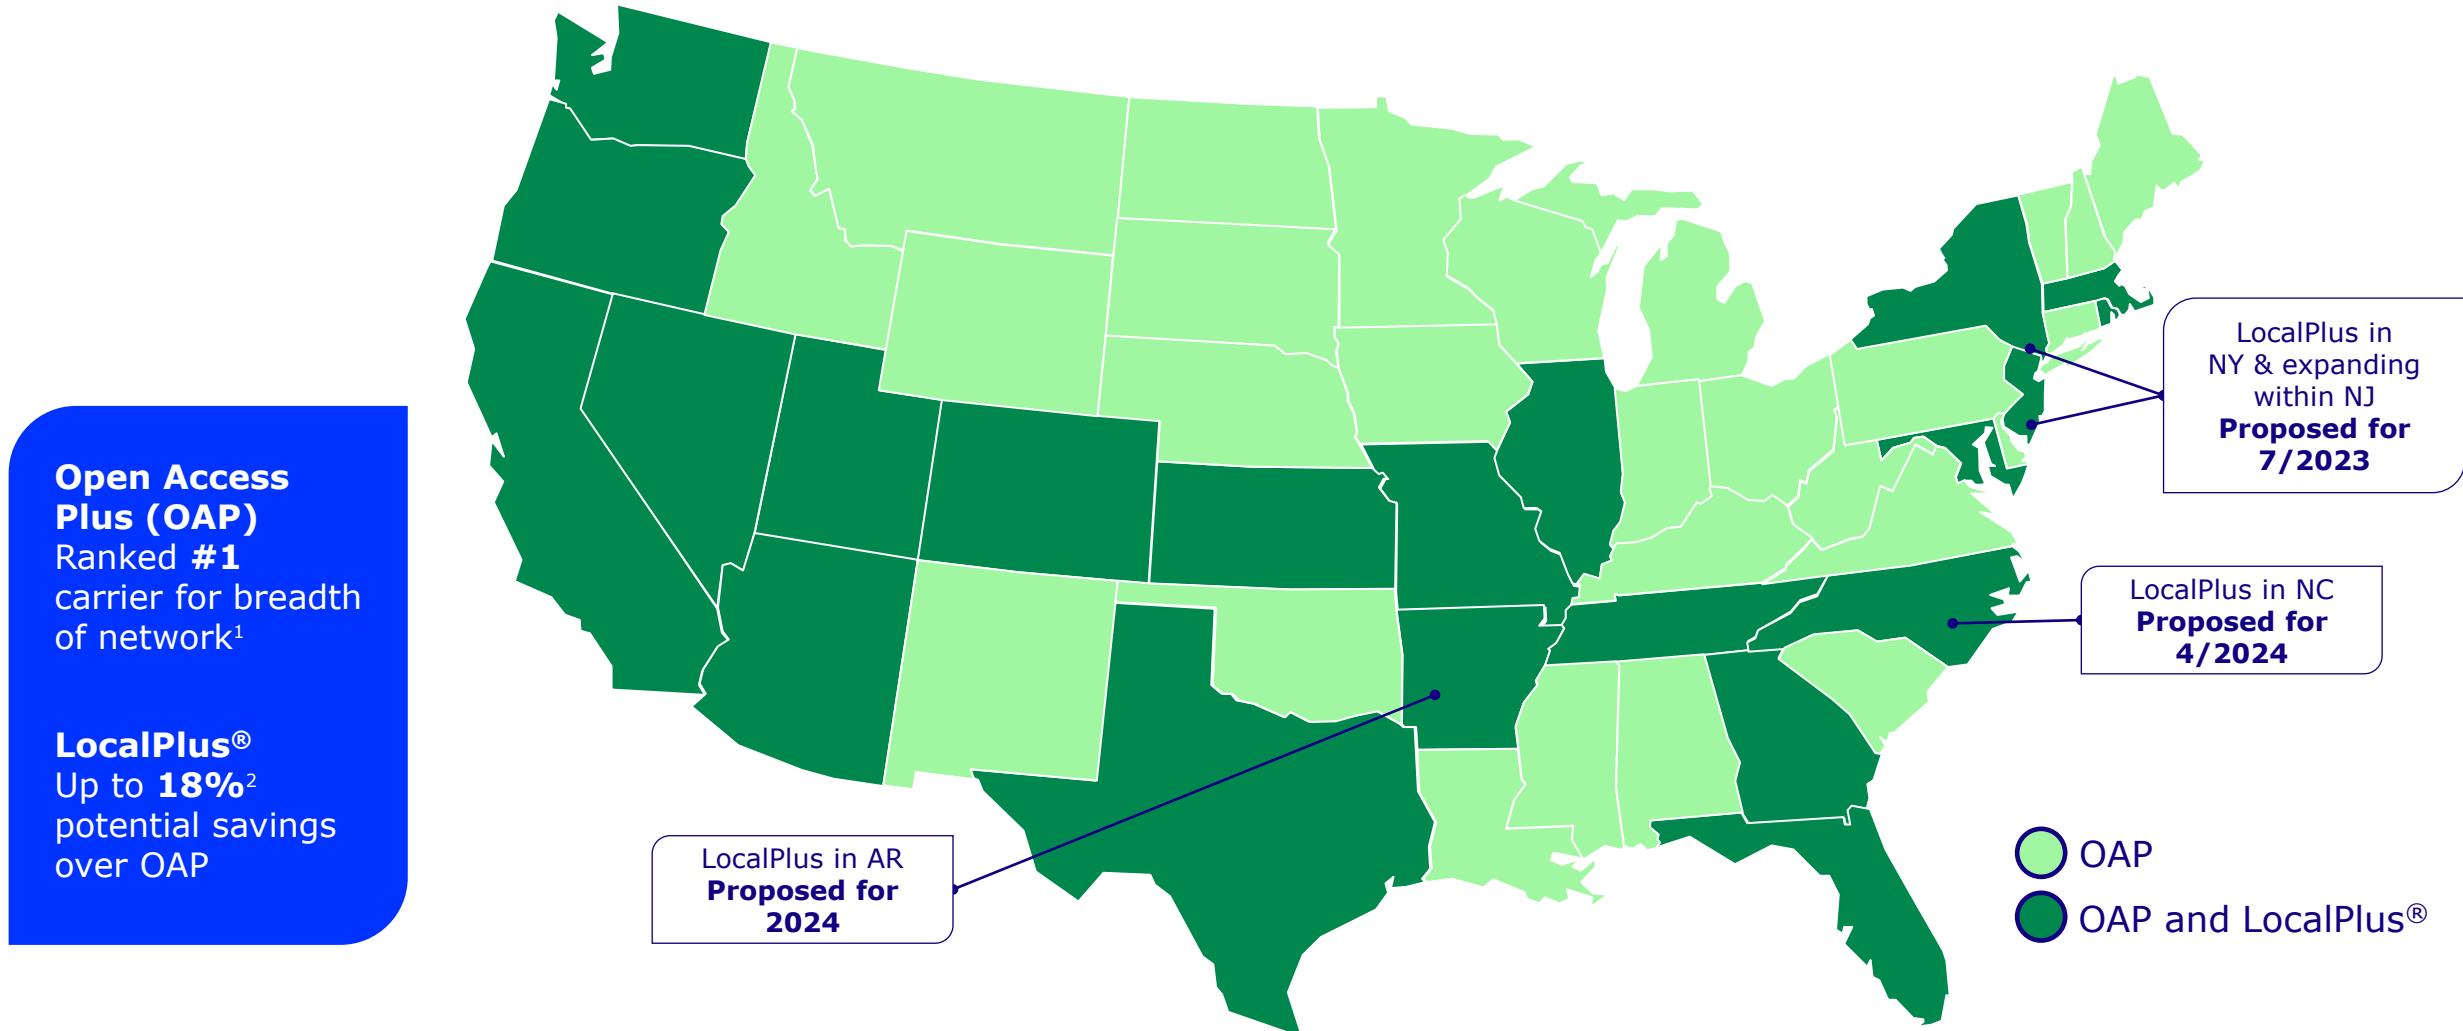 Open Access
Plus (OAP)
Ranked #1
carrier for breadth
of network¹
LocalPlus®
Up to 18%²
potential savings
over OAP
LocalPlus in
NY & expanding
within NJ
Proposed for
7/2023
LocalPlus in NC
Proposed for
4/2024
LocalPlus in AR
Proposed for
2024
OAP
OAP and LocalPlus®